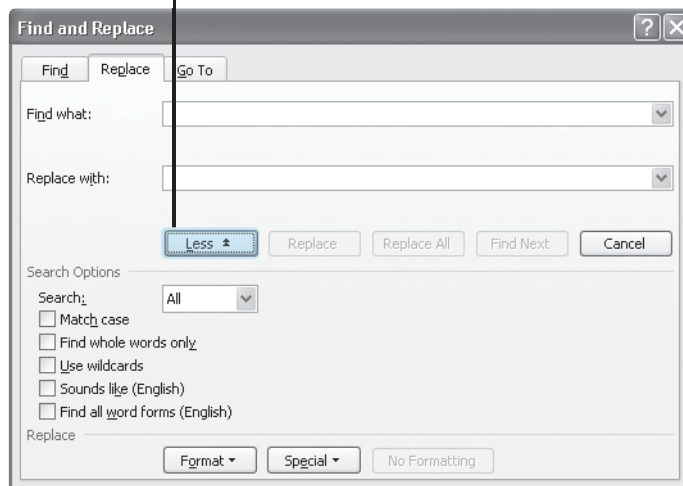 Find and Replace
Find Replace Go To
Find what:
Replace with:
Less Replace Replace All Find Next Cancel
Search Options
Search: All
Match case
Find whole words only
Use wildcards
Sounds like (English)
Find all word forms (English)
Replace
Format Special No Formatting